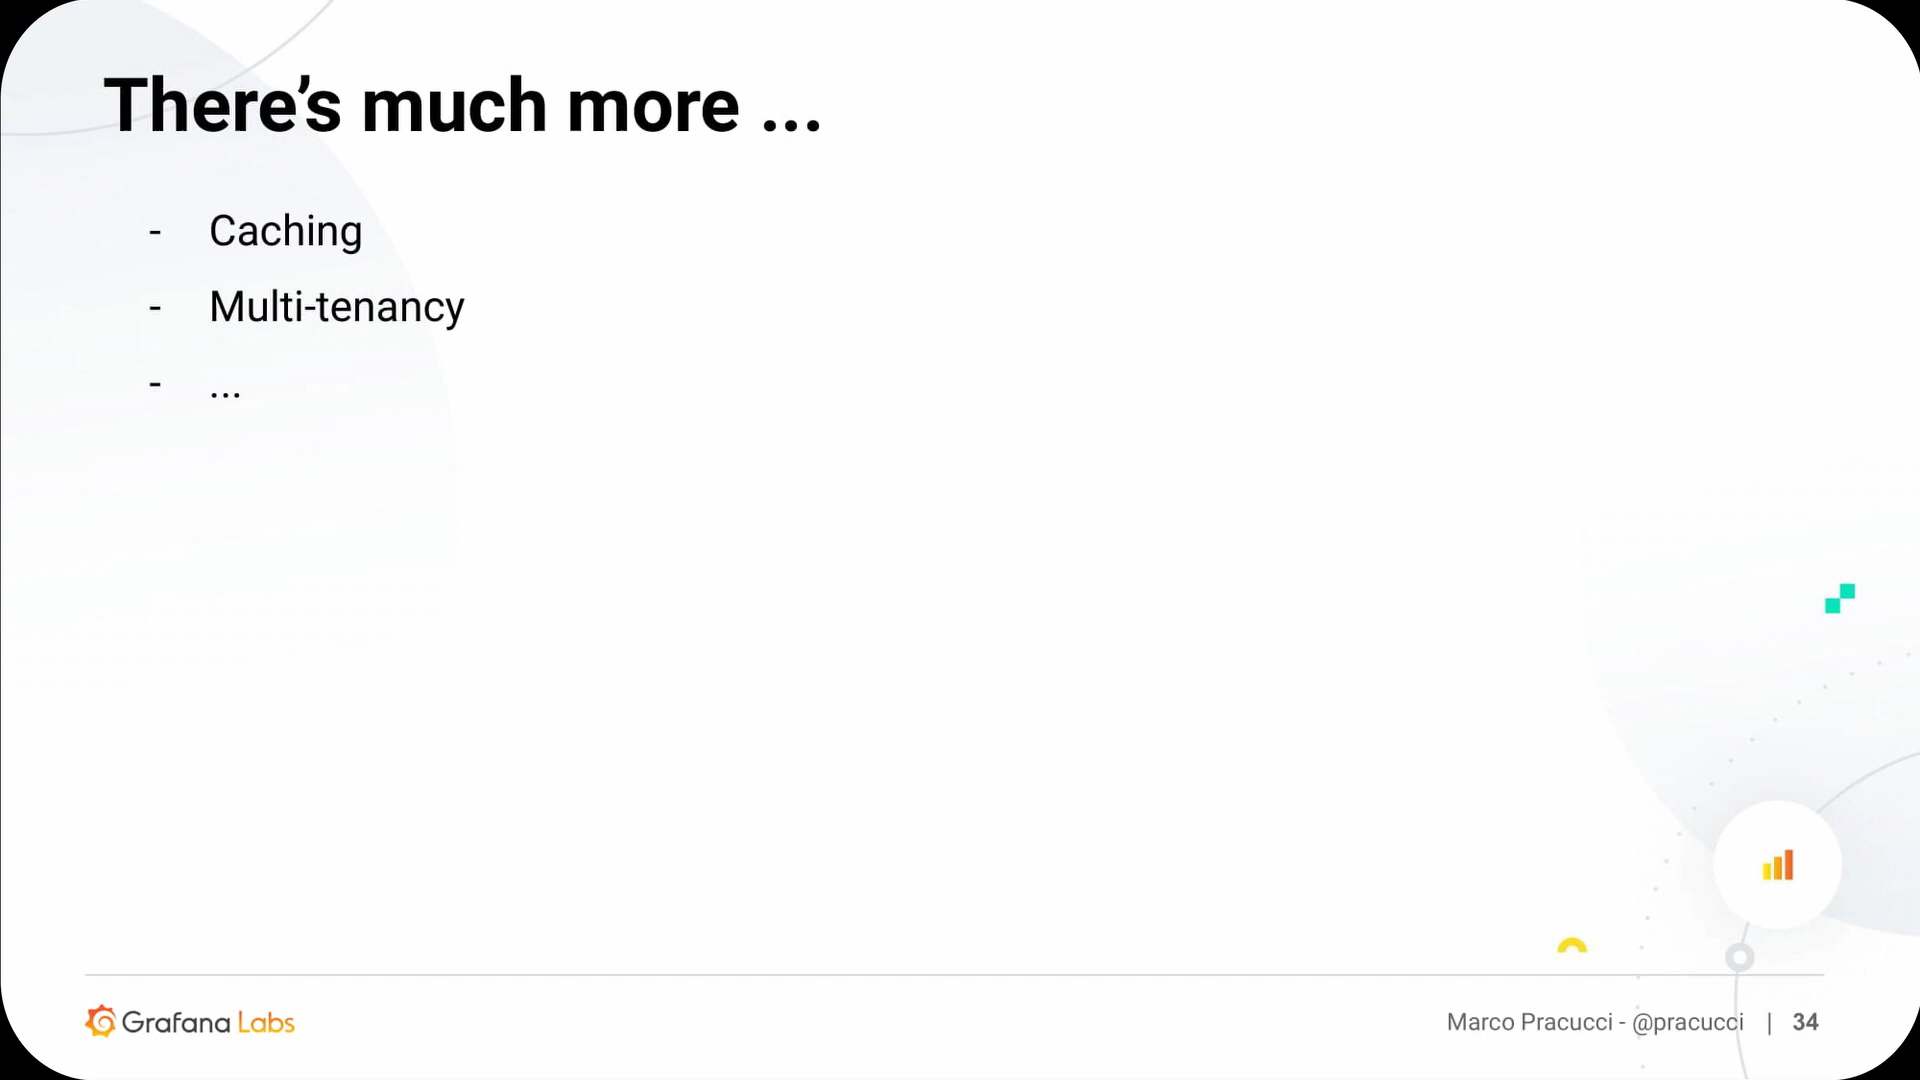 There’s much more ...
- Caching
- Multi-tenancy
- ...
Grafana Labs
Marco Pracucci - @pracucci | 34